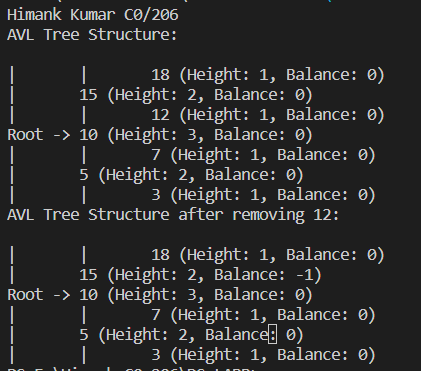 Himank Kumar C0/206
AVL Tree Structure:
|       |       18 (Height: 1, Balance: 0)
|       15 (Height: 2, Balance: 0)
|       |       12 (Height: 1, Balance: 0)
Root -> 10 (Height: 3, Balance: 0)
|       |       7 (Height: 1, Balance: 0)
|       5 (Height: 2, Balance: 0)
|       |       3 (Height: 1, Balance: 0)
AVL Tree Structure after removing 12:
|       |       18 (Height: 1, Balance: 0)
|       15 (Height: 2, Balance: -1)
Root -> 10 (Height: 3, Balance: 0)
|       |       7 (Height: 1, Balance: 0)
|       5 (Height: 2, Balance: 0)
|       |       3 (Height: 1, Balance: 0)